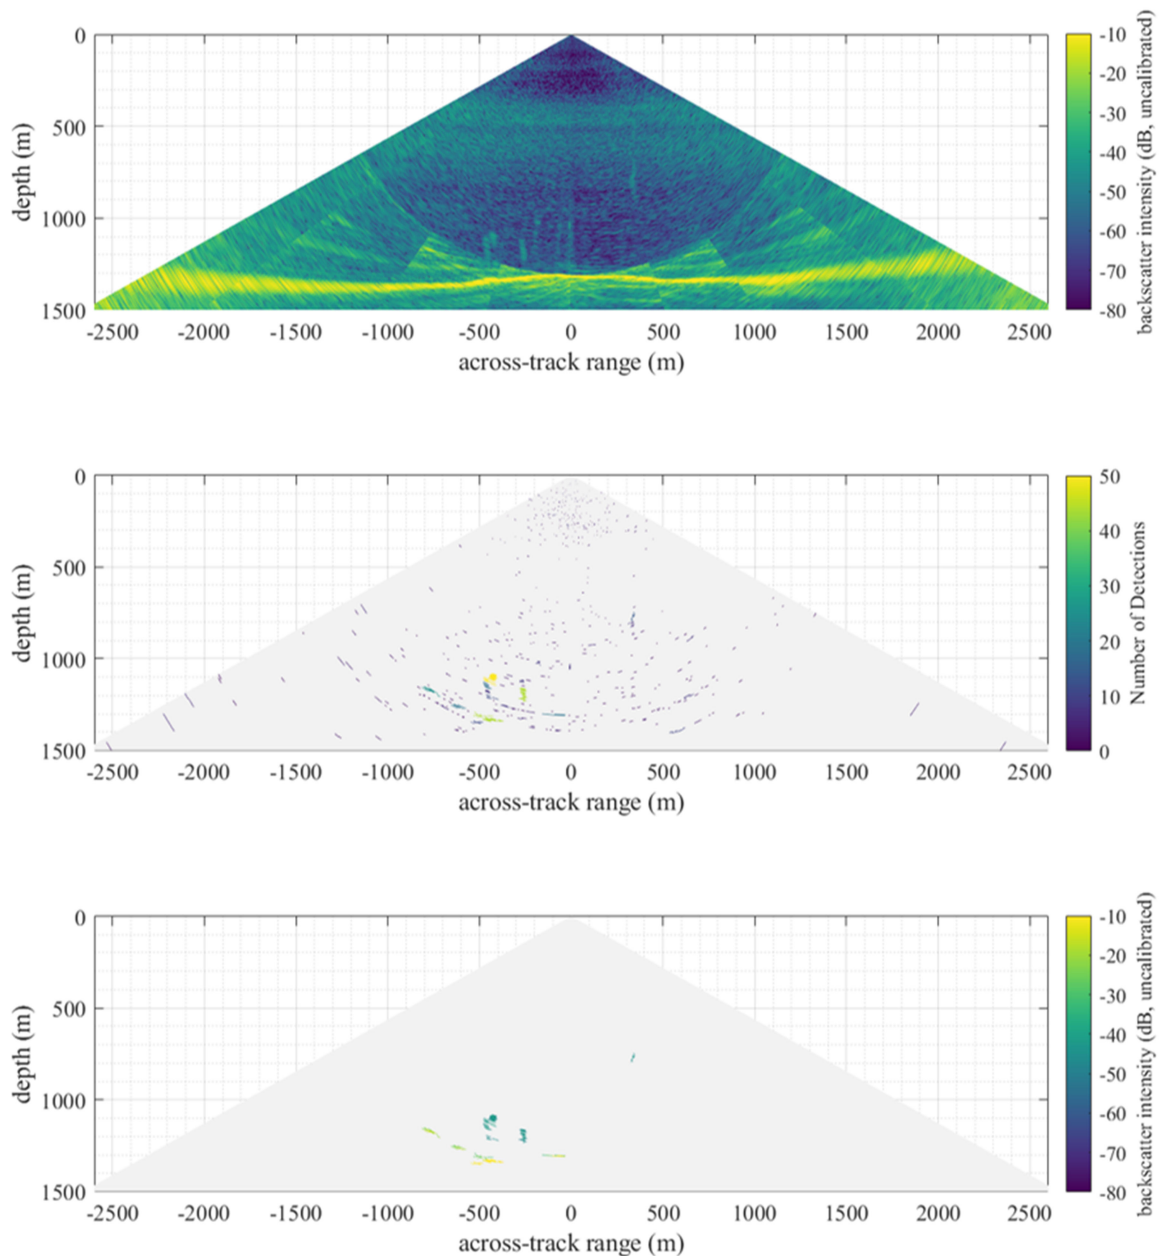 0
500
1000
1500
depth (m)
-2500 -2000 -1500 -1000 -500 0 500 1000 1500 2000 2500
across-track range (m)
-10
-20
-30
-40
-50
-60
-70
-80
backscatter intensity (dB, uncalibrated)
0
500
1000
1500
depth (m)
-2500 -2000 -1500 -1000 -500 0 500 1000 1500 2000 2500
across-track range (m)
50
40
30
20
10
0
Number of Detections
0
500
1000
1500
depth (m)
-2500 -2000 -1500 -1000 -500 0 500 1000 1500 2000 2500
across-track range (m)
-10
-20
-30
-40
-50
-60
-70
-80
backscatter intensity (dB, uncalibrated)